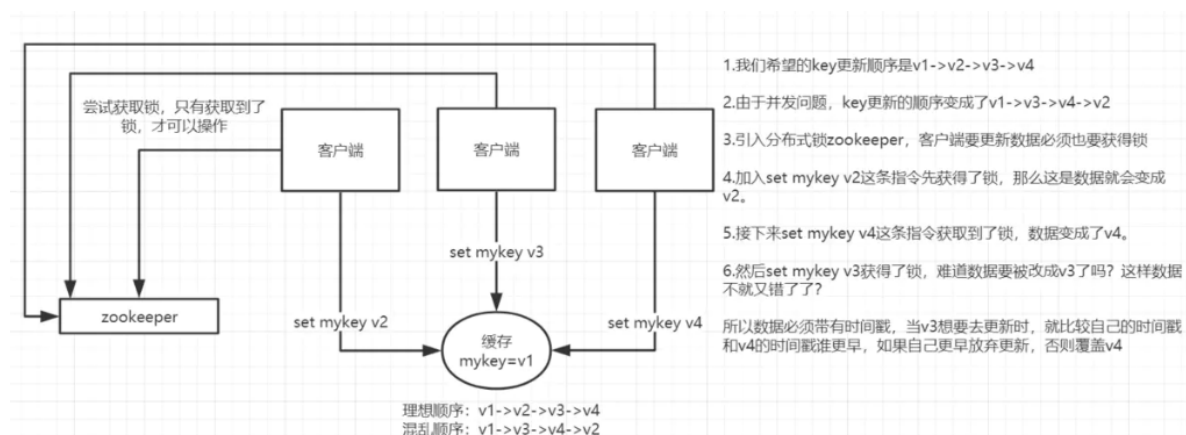 尝试获取锁，只有获取到了
锁，才可以操作
客户端
客户端
客户端
zookeeper
set mykey v2
set mykey v3
set mykey v4
缓存
mykey=v1
理想顺序：v1->v2->v3->v4
混乱顺序：v1->v3->v4->v2
1.我们希望的key更新顺序是v1->v2->v3->v4
2.由于并发问题，key更新的顺序变成了v1->v3->v4->v2
3.引入分布式锁zookeeper，客户端要更新数据必须也要获得锁
4.加入set mykey v2这条指令先获得了锁，那么这是数据就会变成
v2。
5.接下来set mykey v4这条指令获取到了锁，数据变成了v4。
6.然后set mykey v3获得了锁，难道数据要被改成v3了吗？这样数据
不就又错了了？
所以数据必须带有时间戳，当v3想要去更新时，就比较自己的时间戳
和v4的时间戳谁更早，如果自己更早放弃更新，否则覆盖v4